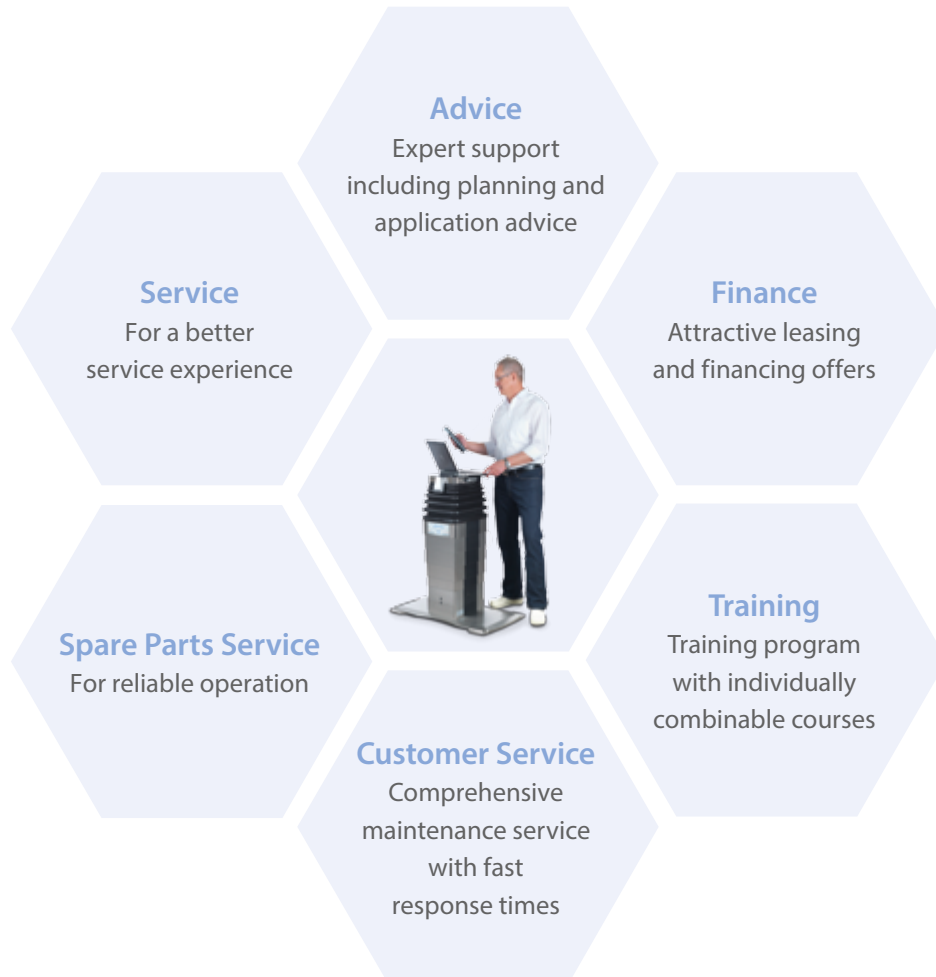 Advice
Expert support
including planning and
application advice
Service
For a better
service experience
Finance
Attractive leasing
and financing offers
Spare Parts Service
For reliable operation
Training
Training program
with individually
combinable courses
Customer Service
Comprehensive
maintenance service
with fast
response times